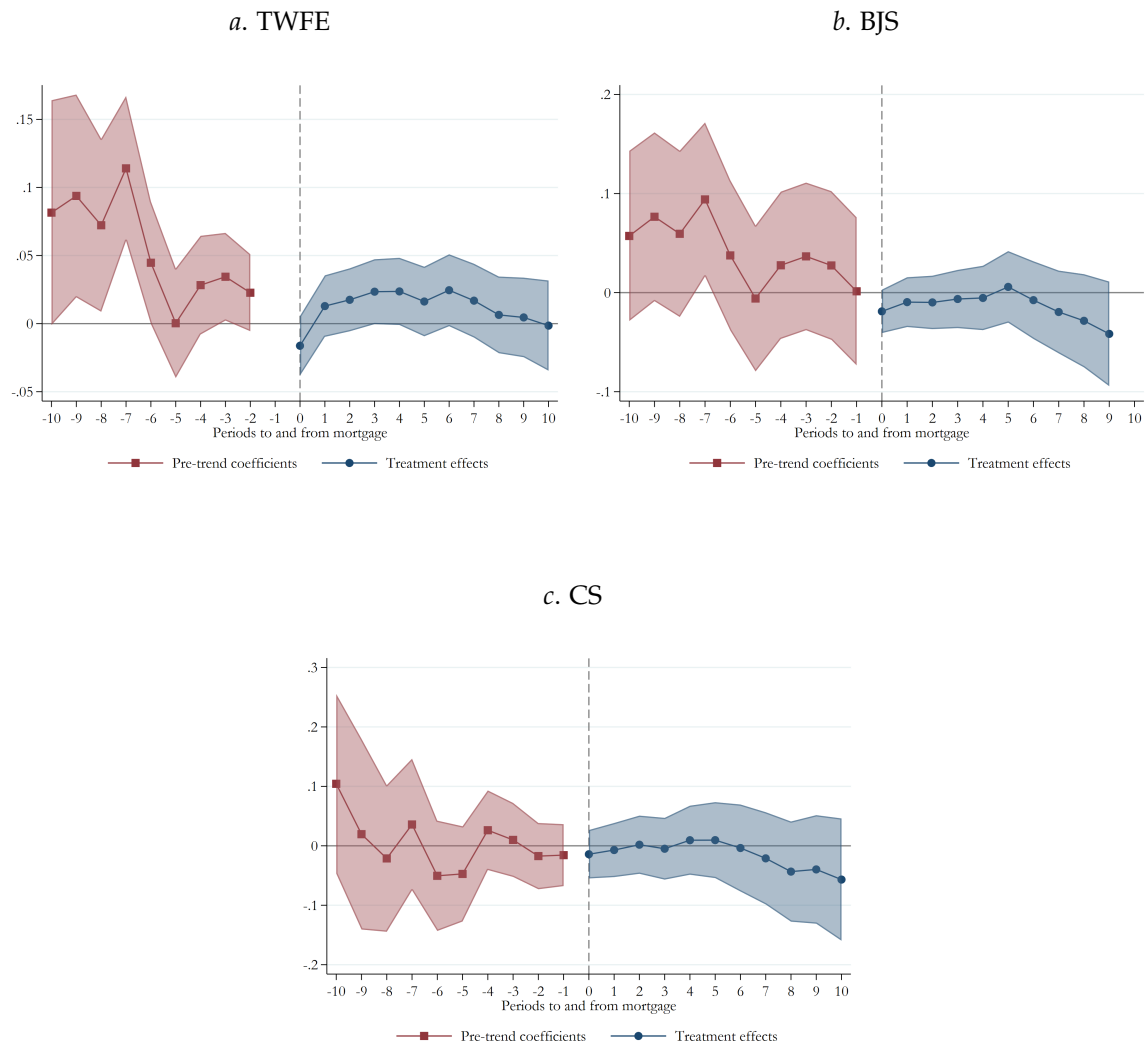 a. TWFE
.15
.1
.05
0
-.05
-10 -9 -8 -7 -6 -5 -4 -3 -2 -1 0 1 2 3 4 5 6 7 8 9 10
Periods to and from mortgage
Pre-trend coefficients Treatment effects
b. BJS
.2
.1
0
-.1
-10 -9 -8 -7 -6 -5 -4 -3 -2 -1 0 1 2 3 4 5 6 7 8 9 10
Periods to and from mortgage
Pre-trend coefficients Treatment effects
c. CS
.3
.2
.1
0
-.1
-.2
-10 -9 -8 -7 -6 -5 -4 -3 -2 -1 0 1 2 3 4 5 6 7 8 9 10
Periods to and from mortgage
Pre-trend coefficients Treatment effects